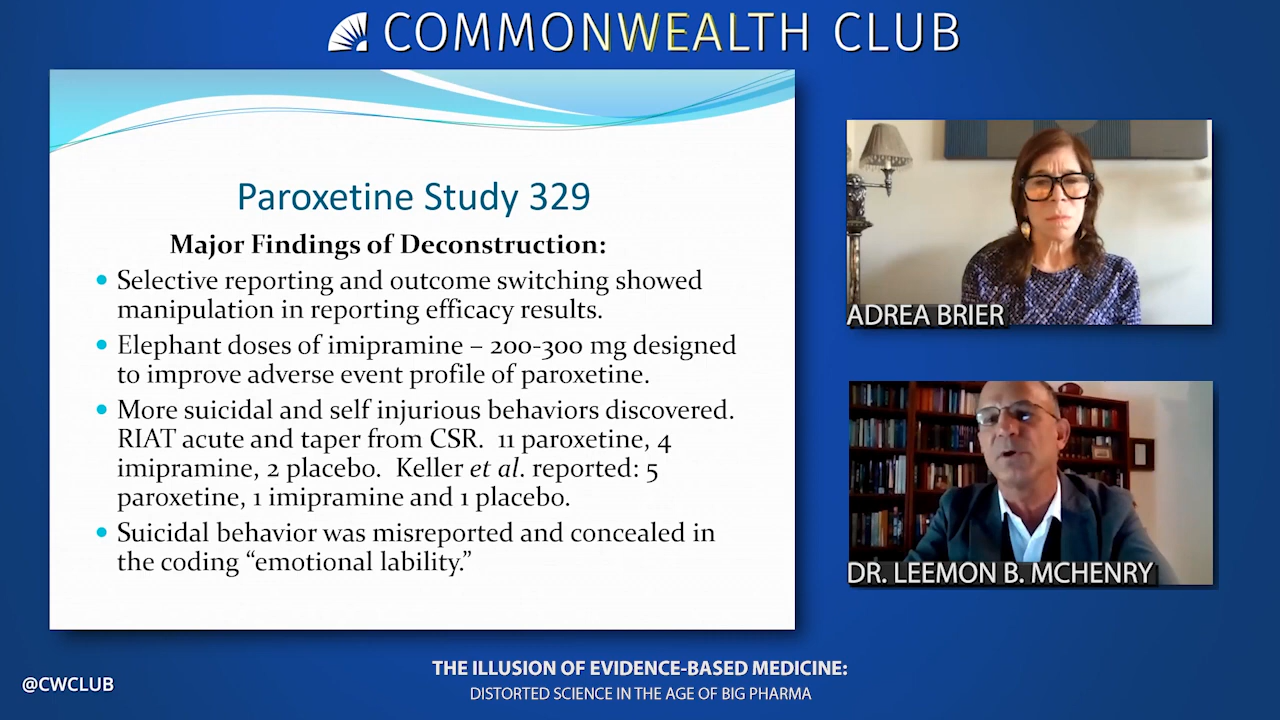 COMMONWEALTH CLUB
Paroxetine Study 329
Major Findings of Deconstruction:
• Selective reporting and outcome switching showed
manipulation in reporting efficacy results.
• Elephant doses of imipramine – 200-300 mg designed
to improve adverse event profile of paroxetine.
• More suicidal and self injurious behaviors discovered.
RIAT acute and taper from CSR. 11 paroxetine, 4
imipramine, 2 placebo. Keller et al. reported: 5
paroxetine, 1 imipramine and 1 placebo.
• Suicidal behavior was misreported and concealed in
the coding “emotional lability.”
ADREA BRIER
DR. LEEMON B. MCHENRY
@CWCLUB
THE ILLUSION OF EVIDENCE-BASED MEDICINE:
DISTORTED SCIENCE IN THE AGE OF BIG PHARMA